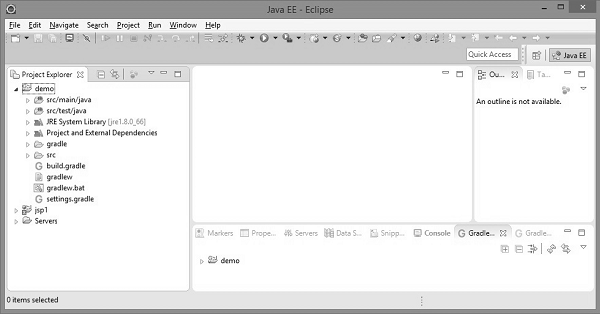 Java EE - Eclipse
File Edit Navigate Search Project Run Window Help
Quick Access
Java EE
Project Explorer
demo
src/main/java
src/test/java
JRE System Library [jre1.8.0_66]
Project and External Dependencies
gradle
src
build.gradle
gradlew
gradlew.bat
settings.gradle
jsp1
Servers
Ou...
Ta...
An outline is not available.
Markers
Prope...
Servers
Data S...
Snipp...
Console
Gradle...
Gradle...
demo
0 items selected